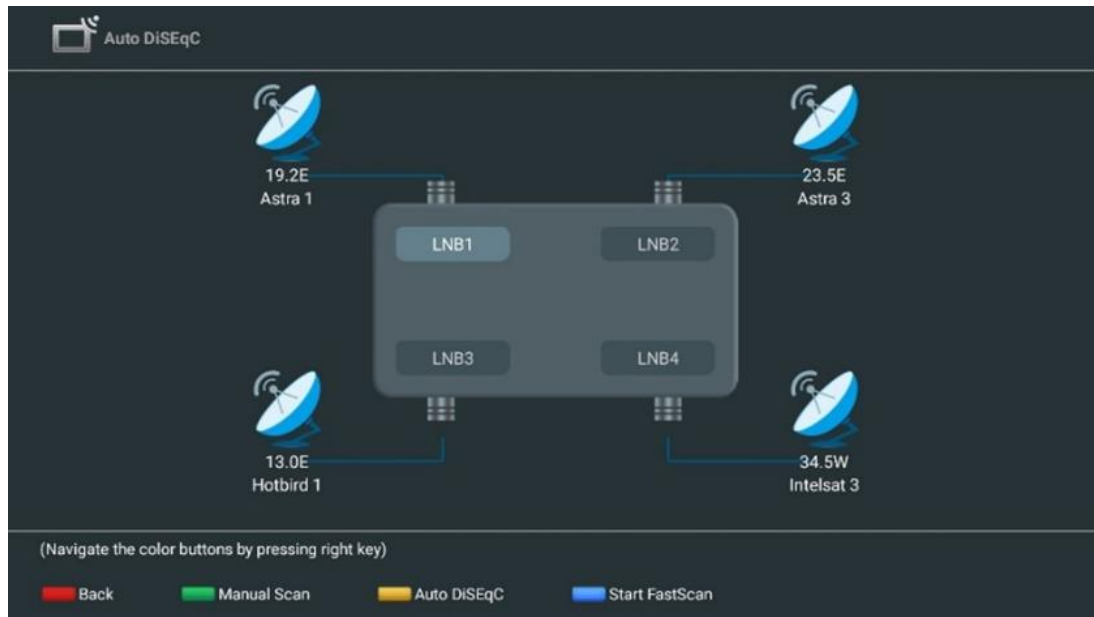 Auto DiSEqC
19.2E
Astra 1
23.5E
Astra 3
LNB1
LNB2
LNB3
LNB4
13.0E
Hotbird 1
34.5W
Intelsat 3
(Navigate the color buttons by pressing right key)
Back
Manual Scan
Auto DiSEqC
Start FastScan